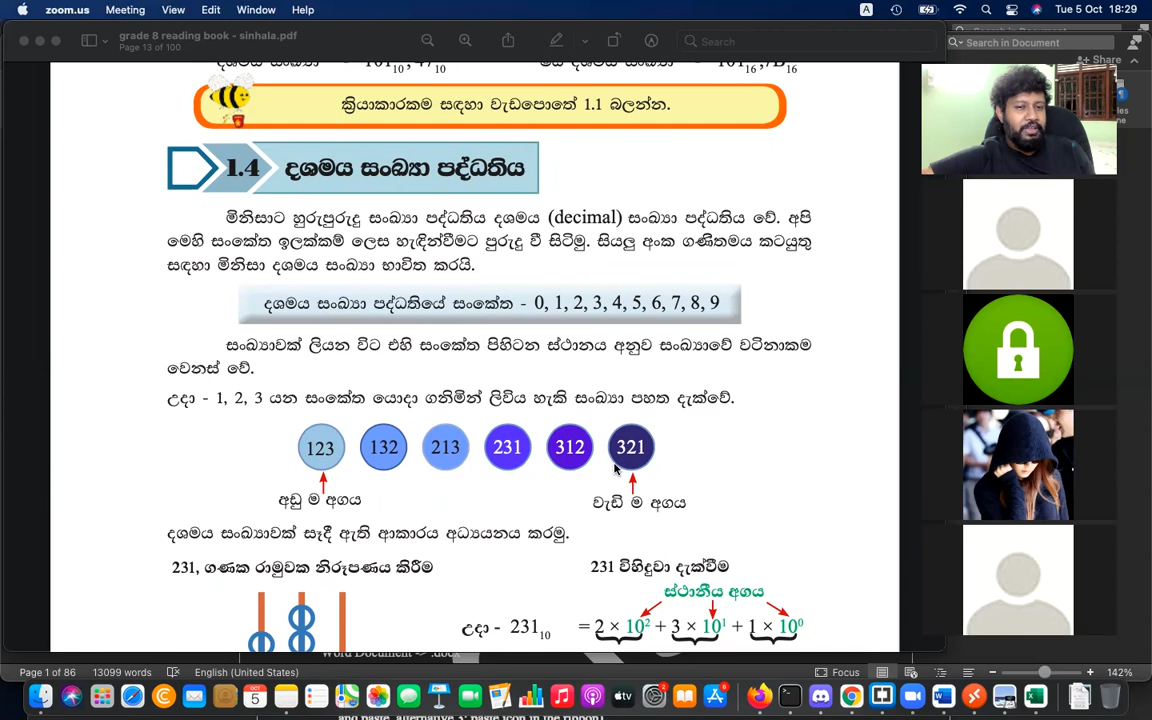 zoom.us Meeting View Edit Window Help
A Tue 5 Oct 18:29
grade 8 reading book - sinhala.pdf
Page 13 of 100
Search
Search in Document
Share
ක්‍රියාකාරකම සඳහා වැඩපොතේ 1.1 බලන්න.
1.4 දශමය සංඛ්‍යා පද්ධතිය
මිනිසාට හුරුපුරුදු සංඛ්‍යා පද්ධතිය දශමය (decimal) සංඛ්‍යා පද්ධතිය වේ. අපි
මෙහි සංකේත ඉලක්කම් ලෙස හැඳින්වීමට පුරුදු වී සිටිමු. සියලු අංක ගණිතමය කටයුතු
සඳහා මිනිසා දශමය සංඛ්‍යා භාවිත කරයි.
දශමය සංඛ්‍යා පද්ධතියේ සංකේත - 0, 1, 2, 3, 4, 5, 6, 7, 8, 9
සංඛ්‍යාවක් ලියන විට එහි සංකේත පිහිටන ස්ථානය අනුව සංඛ්‍යාවේ වටිනාකම
වෙනස් වේ.
උදා - 1, 2, 3 යන සංකේත යොදා ගනිමින් ලිවිය හැකි සංඛ්‍යා පහත දැක්වේ.
123 132 213 231 312 321
අඩු ම අගය වැඩි ම අගය
දශමය සංඛ්‍යාවක් සෑදී ඇති ආකාරය අධ්‍යයනය කරමු.
231, ගණක රාමුවක නිරූපණය කිරීම 231 විහිදුවා දැක්වීම
ස්ථානීය අගය
උදා - 231₁₀ = 2 × 10² + 3 × 10¹ + 1 × 10⁰
Page 1 of 86 13099 words English (United States) Focus 142%